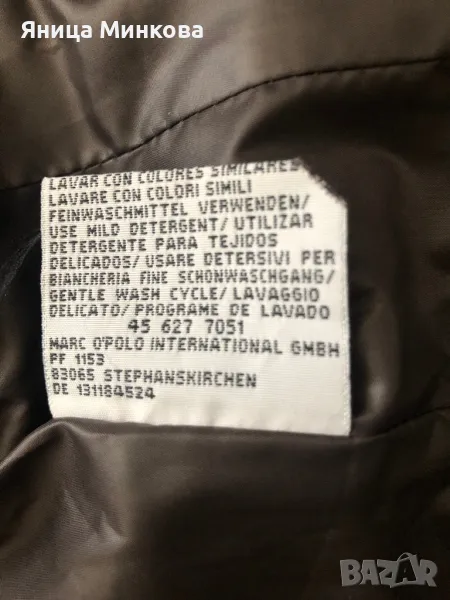 Яница Минкова
LAVAR CON COLORES SIMILARES
LAVARE CON COLORI SIMILI
FEINWASCHMITTEL VERWENDEN/
USE MILD DETERGENT/ UTILIZAR
DETERGENTE PARA TEJIDOS
DELICADOS/ USARE DETERSIVI PER
BIANCHERIA FINE SCHONWASCHGANG/
GENTLE WASH CYCLE/ LAVAGGIO
DELICATO/ PROGRAME DE LAVADO
45 627 7051
MARC O'POLO INTERNATIONAL GMBH
PF 1153
83065 STEPHANSKIRCHEN
DE 131184524
BAZAR